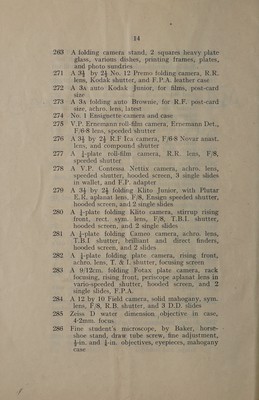 14
263 A folding camera stand, 2 squares heavy plate
glass, various dishes, printing frames, plates,
and photo sundries
271 A 3¼ by 2¼ No. 12 Premo folding camera, R.R.
lens, Kodak shutter, and F.P.A. leather case
272 A 3A auto Kodak Junior, for films, post-card
size
273 A 3A folding auto Brownie, for R.F. post-card
size, achro. lens, latest
274 No. 1 Ensignette camera and case
275 V.P. Ernemann roll-film camera, Ernemann Det.,
F/6·8 lens, speeded shutter
276 A 3¼ by 2¼ R.F Ica camera, F/6·8 Novar anast.
lens, and compound shutter
277 A ¼-plate roll-film camera, R.R. lens, F/8,
speeded shutter
278 A V.P. Contessa Nettix camera, achro. lens,
speeded shutter, hooded screen, 3 single slides
in wallet, and F.P. adapter
279 A 3¼ by 2¼ folding Klito Junior, with Plutar
E.R. aplanat lens, F/8, Ensign speeded shutter,
hooded screen, and 2 single slides
280 A ¼-plate folding Klito camera, stirrup rising
front, rect. sym. lens, F/8, T.B.I. shutter,
hooded screen, and 2 slides
281 A ¼-plate folding Cameo camera, achro. lens,
T.B.I shutter, brilliant and direct finders,
hooded screen, and 2 slides
282 A ¼-plate folding plate camera, rising front,
achro. lens, T. & I. shutter, focusing screen
283 A 9/12cm. folding Fotax plate camera, rack
focusing, rising front, periscope aplanat lens in
vario-speeded shutter, hooded screen, and 2
single slides, F.P.A.
284 A 12 by 10 Field camera, solid mahogany, sym.
lens, F/8, R.B. shutter, and 3 D.D. slides
285 Zeiss D water dimension objective in case,
4·2mm. focus.
286 Fine student's microscope, by Baker, horse-
shoe stand, draw tube screw, fine adjustment,
⅔-in. and ⅙-in. objectives, eyepieces, mahogany
case